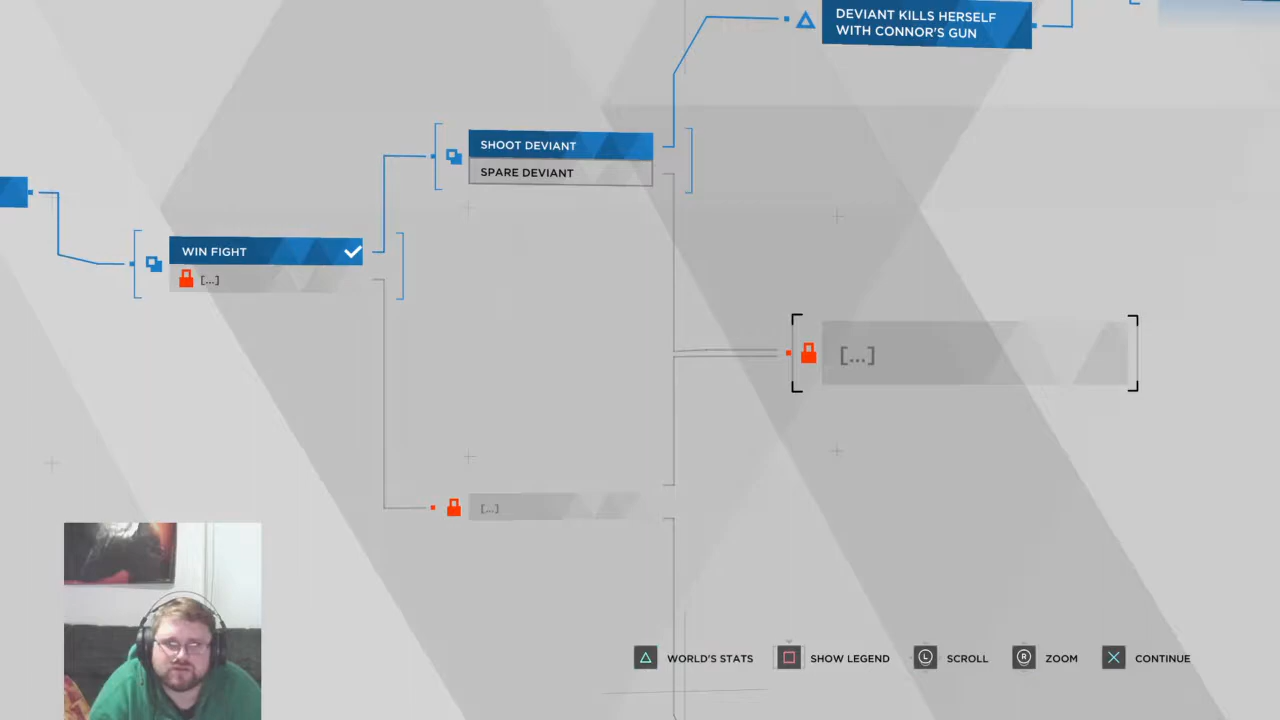 DEVIANT KILLS HERSELF
WITH CONNOR'S GUN
SHOOT DEVIANT
SPARE DEVIANT
WIN FIGHT
[...]
[...]
[...]
WORLD'S STATS
SHOW LEGEND
L
SCROLL
R
ZOOM
CONTINUE